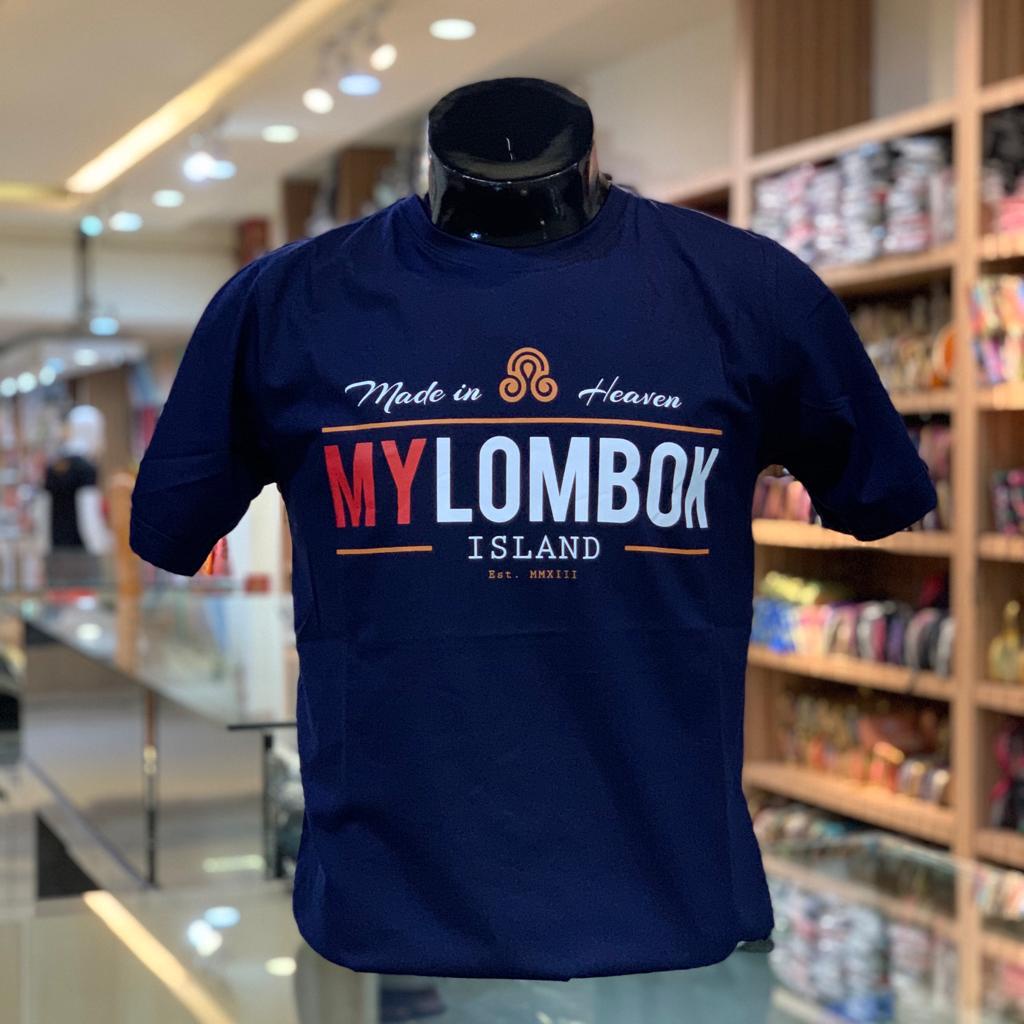 Made in Heaven
MYLOMBOK
ISLAND
Est. MMXIII